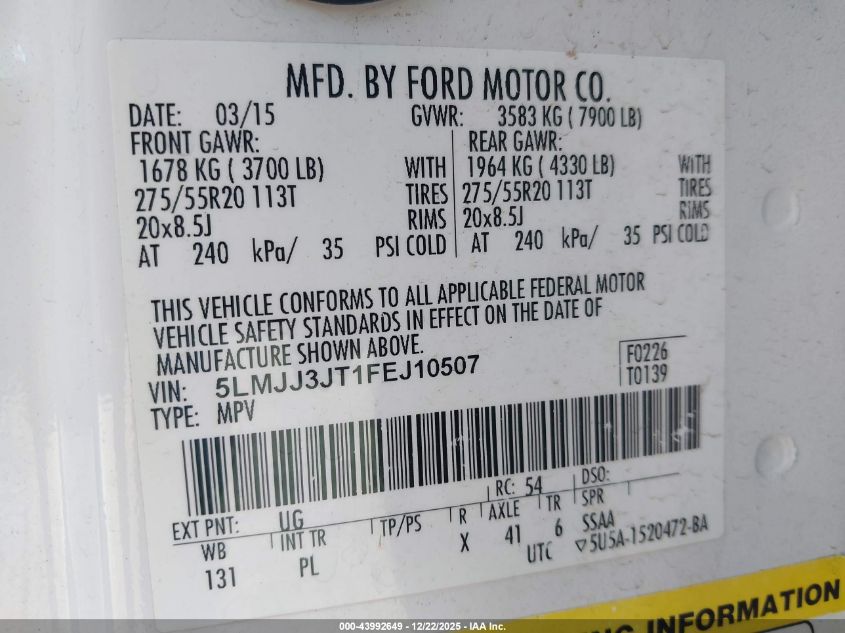 MFD. BY FORD MOTOR CO.
DATE: 03/15 GVWR: 3583 KG ( 7900 LB)
FRONT GAWR: REAR GAWR:
1678 KG ( 3700 LB) WITH 1964 KG ( 4330 LB) WITH
275/55R20 113T TIRES 275/55R20 113T TIRES
20x8.5J RIMS 20x8.5J RIMS
AT 240 kPa/ 35 PSI COLD AT 240 kPa/ 35 PSI COLD
THIS VEHICLE CONFORMS TO ALL APPLICABLE FEDERAL MOTOR
VEHICLE SAFETY STANDARDS IN EFFECT ON THE DATE OF
MANUFACTURE SHOWN ABOVE.
F0226
VIN: 5LMJJ3JT1FEJ10507
T0139
TYPE: MPV
EXT PNT: UG RC: 54 DSO:
WB INT TR TP/PS R AXLE TR SPR
131 PL X 41 6 SSAA
UTC ▽5U5A-1520472-BA
ING INFORMATION
000-43992649 - 12/22/2025 - IAA Inc.